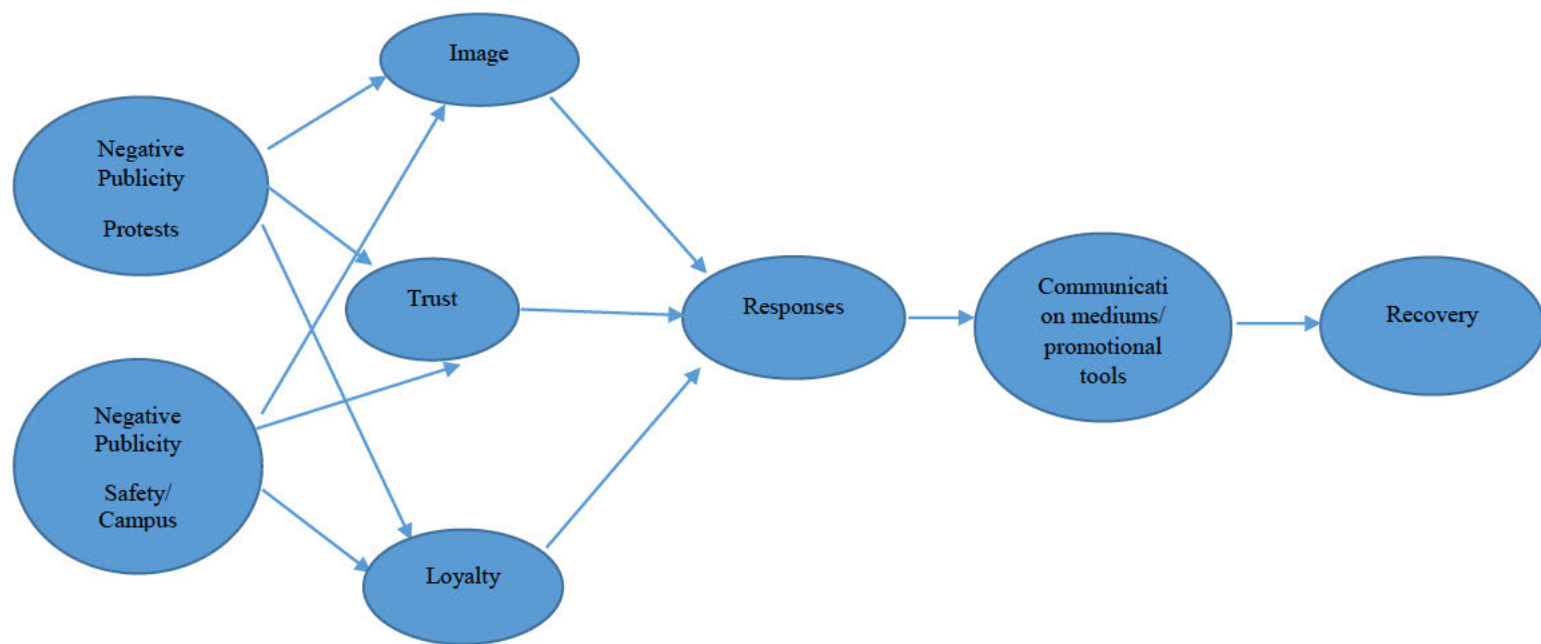 Image
Negative
Publicity
Protests
Trust
Negative
Publicity
Safety/
Campus
Loyalty
Responses
Communicati
on mediums/
promotional
tools
Recovery